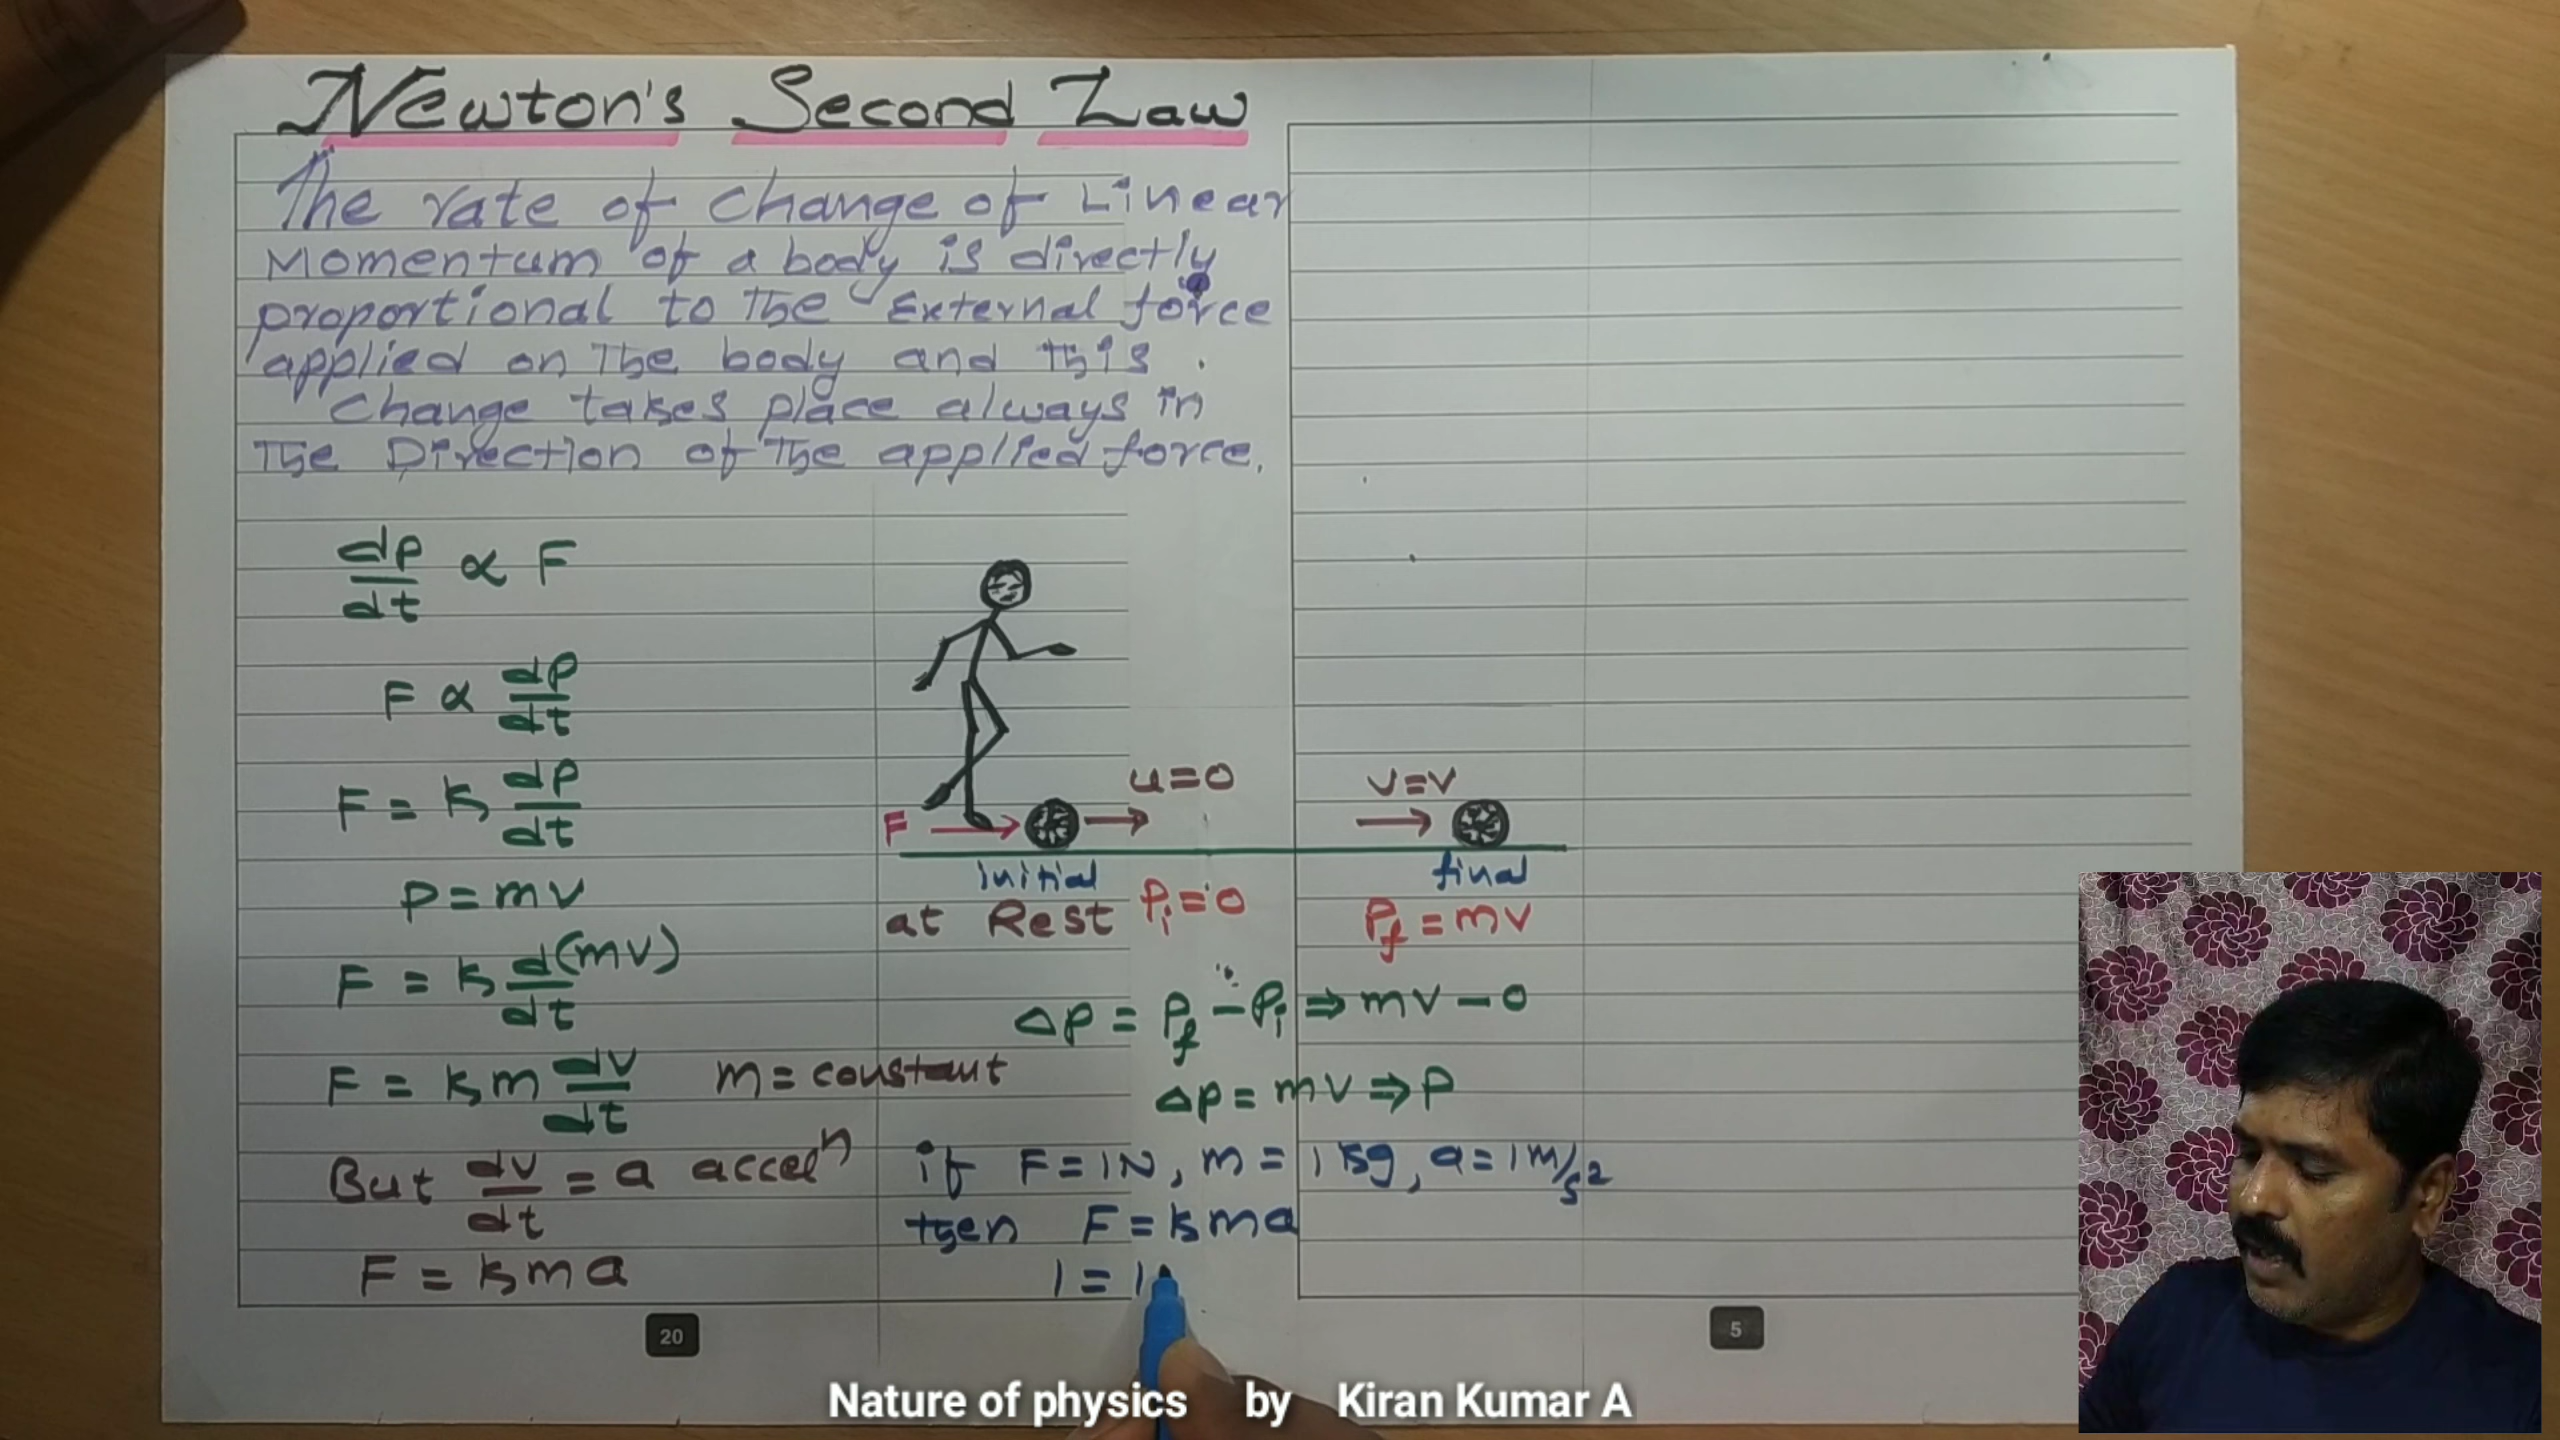 Newton's Second Law
The rate of change of Linear
Momentum of a body is directly
proportional to the External force
applied on the body and this
change takes place always in
The Direction of the applied force.
dp/dt ∝ F
F ∝ dp/dt
F = k dp/dt
P = mv
F = k d(mv)/dt
F = km dv/dt m = constant
But dv/dt = a accelⁿ
F = kma
u=0
v=v
F
initial
final
at Rest Pi=0
Pf = mv
Δp = Pf - Pi ⇒ mv - 0
Δp = mv ⇒ P
if F=1N, m = 1kg, a=1m/s2
then F = kma
1 = 1
20
5
Nature of physics by Kiran Kumar A